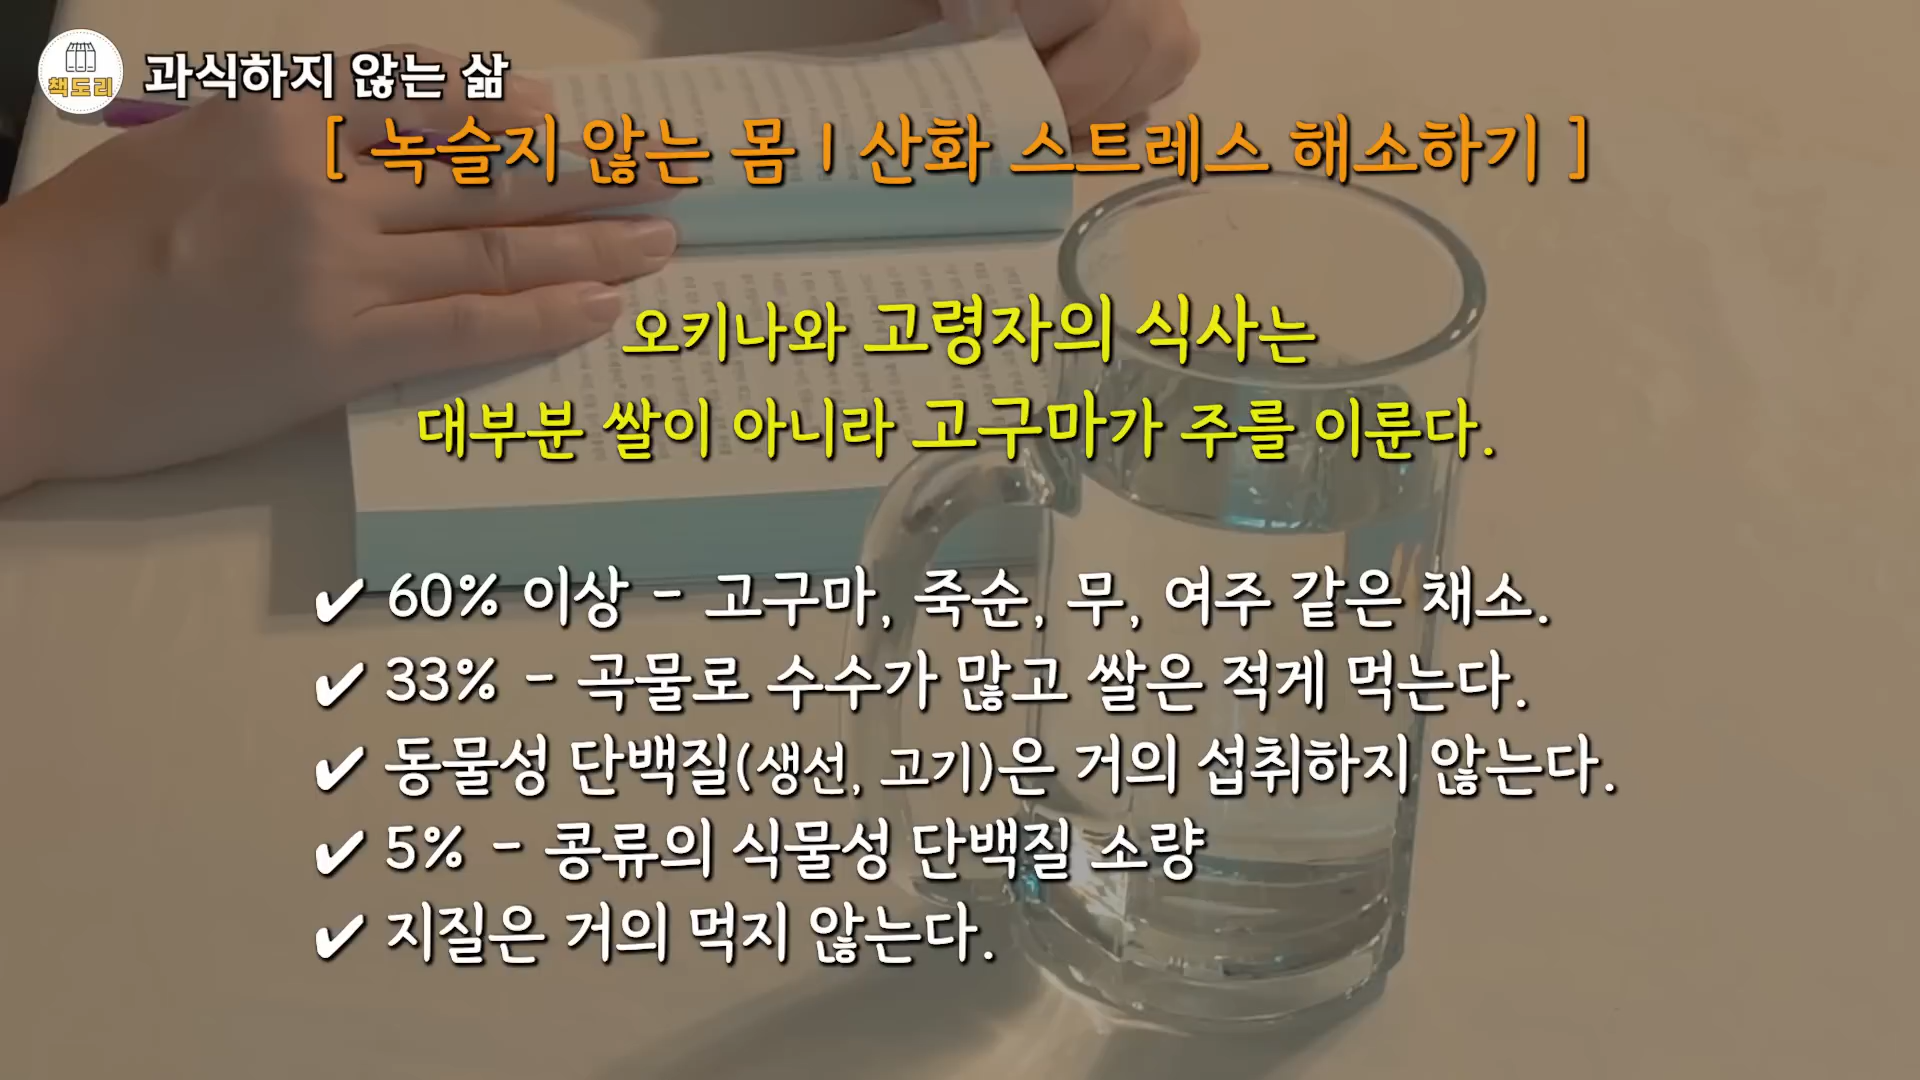 책도리
과식하지 않는 삶
[ 녹슬지 않는 몸 | 산화 스트레스 해소하기 ]
오키나와 고령자의 식사는
대부분 쌀이 아니라 고구마가 주를 이룬다.
✔ 60% 이상 - 고구마, 죽순, 무, 여주 같은 채소.
✔ 33% - 곡물로 수수가 많고 쌀은 적게 먹는다.
✔ 동물성 단백질(생선, 고기)은 거의 섭취하지 않는다.
✔ 5% - 콩류의 식물성 단백질 소량
✔ 지질은 거의 먹지 않는다.